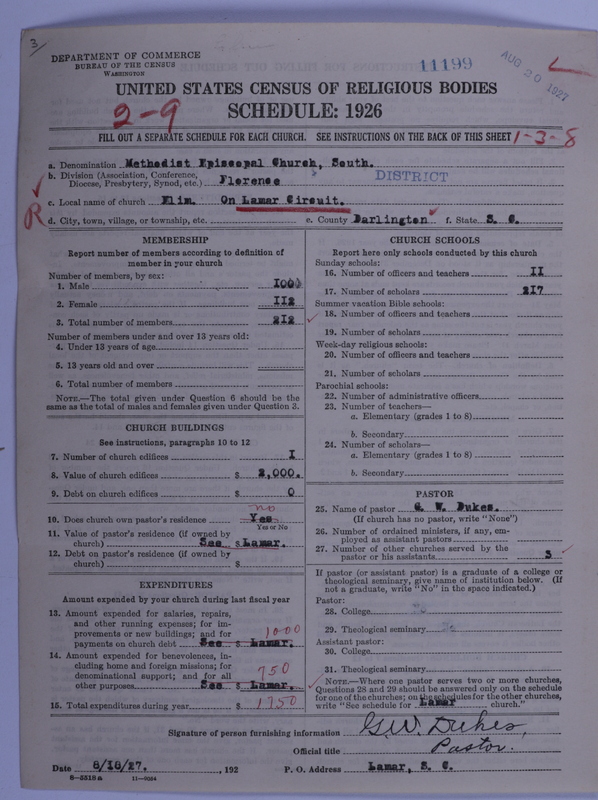 3
DEPARTMENT OF COMMERCE
BUREAU OF THE CENSUS
WASHINGTON
11199
AUG 20 1927
UNITED STATES CENSUS OF RELIGIOUS BODIES
SCHEDULE: 1926
2-9
FILL OUT A SEPARATE SCHEDULE FOR EACH CHURCH. SEE INSTRUCTIONS ON THE BACK OF THIS SHEET
1-3-8
a. Denomination Methodist Episcopal Church, South.
b. Division (Association, Conference, Diocese, Presbytery, Synod, etc.) Florence DISTRICT
R
c. Local name of church Elim. On Lamar Circuit.
d. City, town, village, or township, etc. e. County Darlington f. State S. C.
MEMBERSHIP
Report number of members according to definition of
member in your church
Number of members, by sex:
1. Male 100
2. Female 112
3. Total number of members 212
Number of members under and over 13 years old:
4. Under 13 years of age
5. 13 years old and over
6. Total number of members
NOTE.—The total given under Question 6 should be the
same as the total of males and females given under Question 3.
CHURCH BUILDINGS
See instructions, paragraphs 10 to 12
7. Number of church edifices 1
8. Value of church edifices $ 2,000.
9. Debt on church edifices $ 0
no
10. Does church own pastor's residence Yes
Yes or No
11. Value of pastor's residence (if owned by
church) See $ Lamar.
12. Debt on pastor's residence (if owned by
church) $
EXPENDITURES
Amount expended by your church during last fiscal year
13. Amount expended for salaries, repairs,
and other running expenses; for im-
provements or new buildings; and for 1000
payments on church debt See $ Lamar.
14. Amount expended for benevolences, in-
cluding home and foreign missions; for
denominational support; and for all 750
other purposes See $ Lamar.
15. Total expenditures during year $ 1750
CHURCH SCHOOLS
Report here only schools conducted by this church
Sunday schools:
16. Number of officers and teachers 11
17. Number of scholars 217
Summer vacation Bible schools:
18. Number of officers and teachers
19. Number of scholars
Week-day religious schools:
20. Number of officers and teachers
21. Number of scholars
Parochial schools:
22. Number of administrative officers
23. Number of teachers—
a. Elementary (grades 1 to 8)
b. Secondary
24. Number of scholars—
a. Elementary (grades 1 to 8)
b. Secondary
PASTOR
25. Name of pastor G. W. Dukes.
(If church has no pastor, write "None")
26. Number of ordained ministers, if any, em-
ployed as assistant pastors
27. Number of other churches served by the
pastor or his assistants 3
If pastor (or assistant pastor) is a graduate of a college or
theological seminary, give name of institution below. (If
not a graduate, write "No" in the space indicated.)
Pastor:
28. College
29. Theological seminary
Assistant pastor:
30. College
31. Theological seminary
NOTE.—Where one pastor serves two or more churches,
Questions 28 and 29 should be answered only on the schedule
for one of the churches; on the schedules for the other churches,
write "See schedule for Lamar church."
Signature of person furnishing information G.W. Dukes,
Official title Pastor.
Date 8/18/27. , 192 P. O. Address Lamar, S. C.
8-5518 a 11-9054